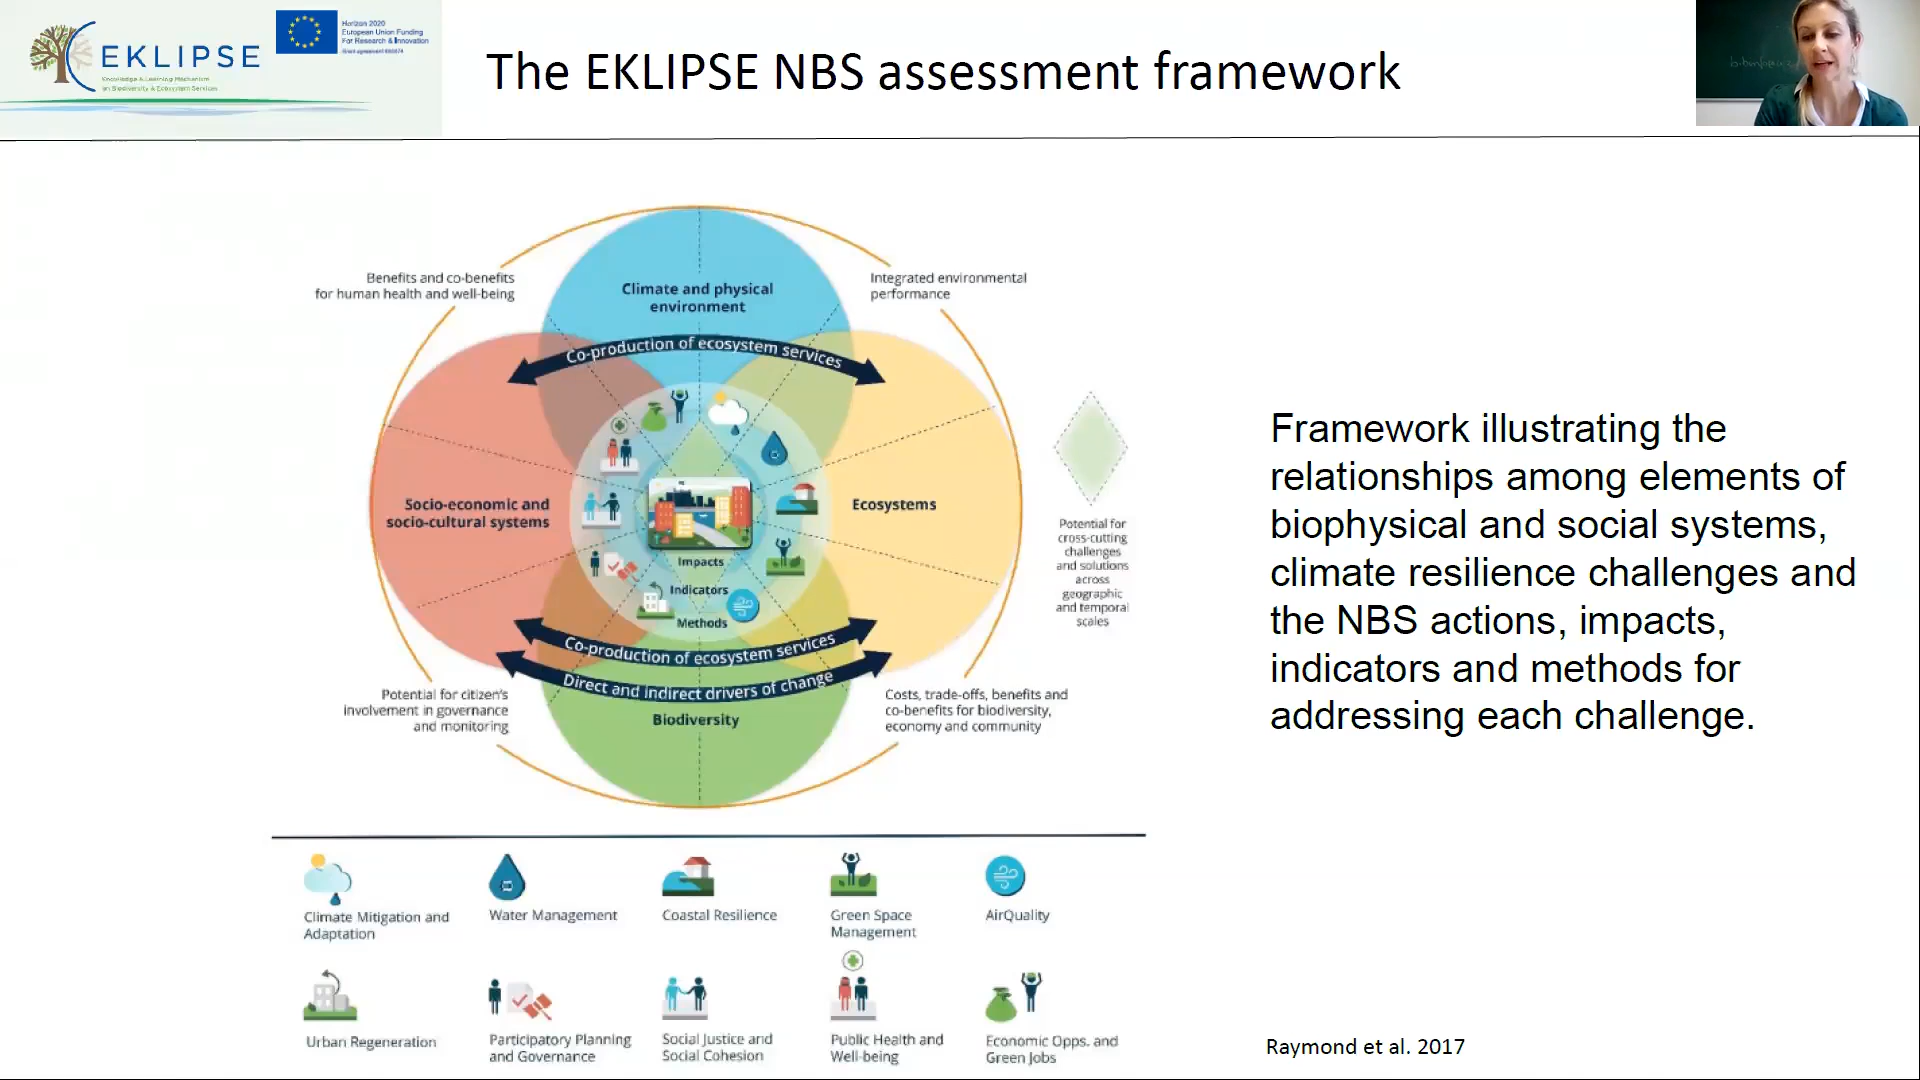 EKLIPSE
Knowledge & Learning Mechanism
on Biodiversity & Ecosystem Services
Horizon 2020
European Union Funding
For Research & Innovation
The EKLIPSE NBS assessment framework
Benefits and co-benefits
for human health and well-being
Integrated environmental
performance
Climate and physical
environment
Co-production of ecosystem services
Socio-economic and
socio-cultural systems
Ecosystems
Impacts
Indicators
Methods
Co-production of ecosystem services
Direct and indirect drivers of change
Biodiversity
Potential for citizen's
involvement in governance
and monitoring
Costs, trade-offs, benefits and
co-benefits for biodiversity,
economy and community
Potential for
cross-cutting
challenges
and solutions
across
geographic
and temporal
scales
Framework illustrating the
relationships among elements of
biophysical and social systems,
climate resilience challenges and
the NBS actions, impacts,
indicators and methods for
addressing each challenge.
Climate Mitigation and
Adaptation
Water Management
Coastal Resilience
Green Space
Management
AirQuality
Urban Regeneration
Participatory Planning
and Governance
Social Justice and
Social Cohesion
Public Health and
Well-being
Economic Opps. and
Green Jobs
Raymond et al. 2017